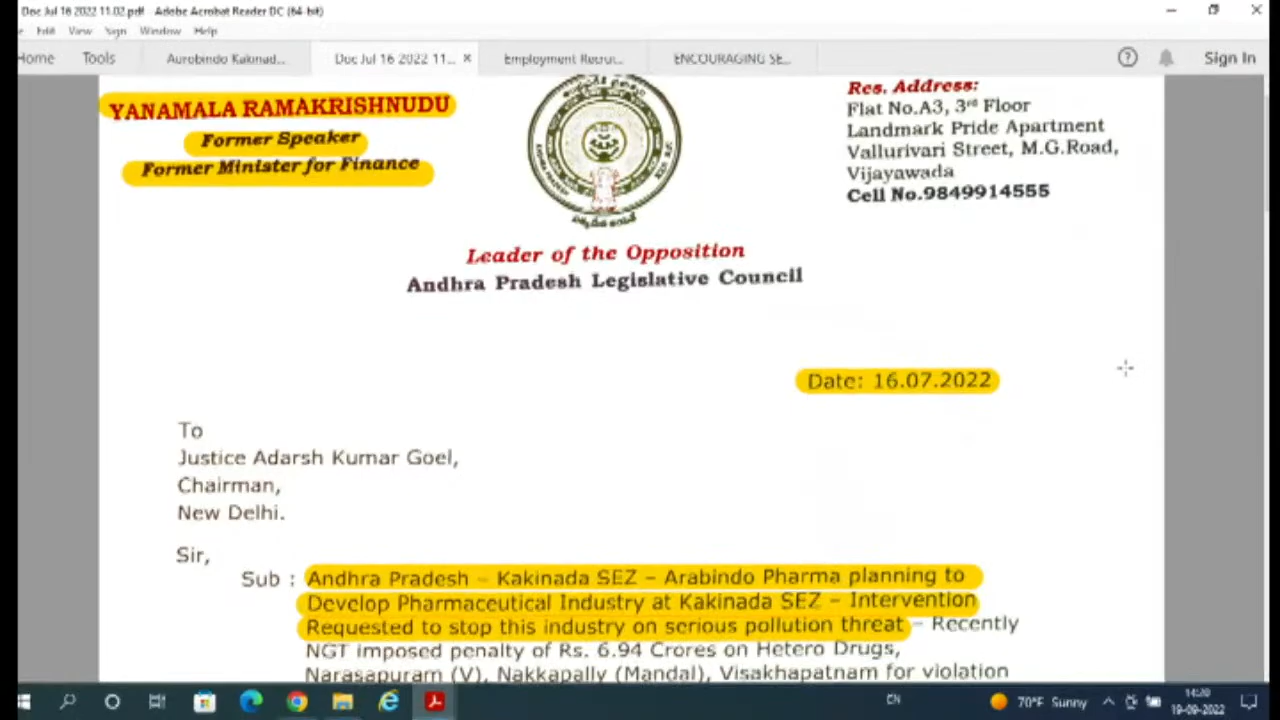 Doc Jul 16 2022 11.02.pdf - Adobe Acrobat Reader DC (64-bit)
Edit View Sign Window Help
Home Tools Aurobindo Kakinad... Doc Jul 16 2022 11... × Employment Recrui... ENCOURAGING SE... Sign In
YANAMALA RAMAKRISHNUDU
Former Speaker
Former Minister for Finance
Res. Address:
Flat No.A3, 3rd Floor
Landmark Pride Apartment
Vallurivari Street, M.G.Road,
Vijayawada
Cell No.9849914555
Leader of the Opposition
Andhra Pradesh Legislative Council
Date: 16.07.2022
To
Justice Adarsh Kumar Goel,
Chairman,
New Delhi.
Sir,
Sub : Andhra Pradesh – Kakinada SEZ – Arabindo Pharma planning to
Develop Pharmaceutical Industry at Kakinada SEZ – Intervention
Requested to stop this industry on serious pollution threat – Recently
NGT imposed penalty of Rs. 6.94 Crores on Hetero Drugs,
Narasapuram (V), Nakkapally (Mandal), Visakhapatnam for violation
70°F Sunny
14:20
19-09-2022